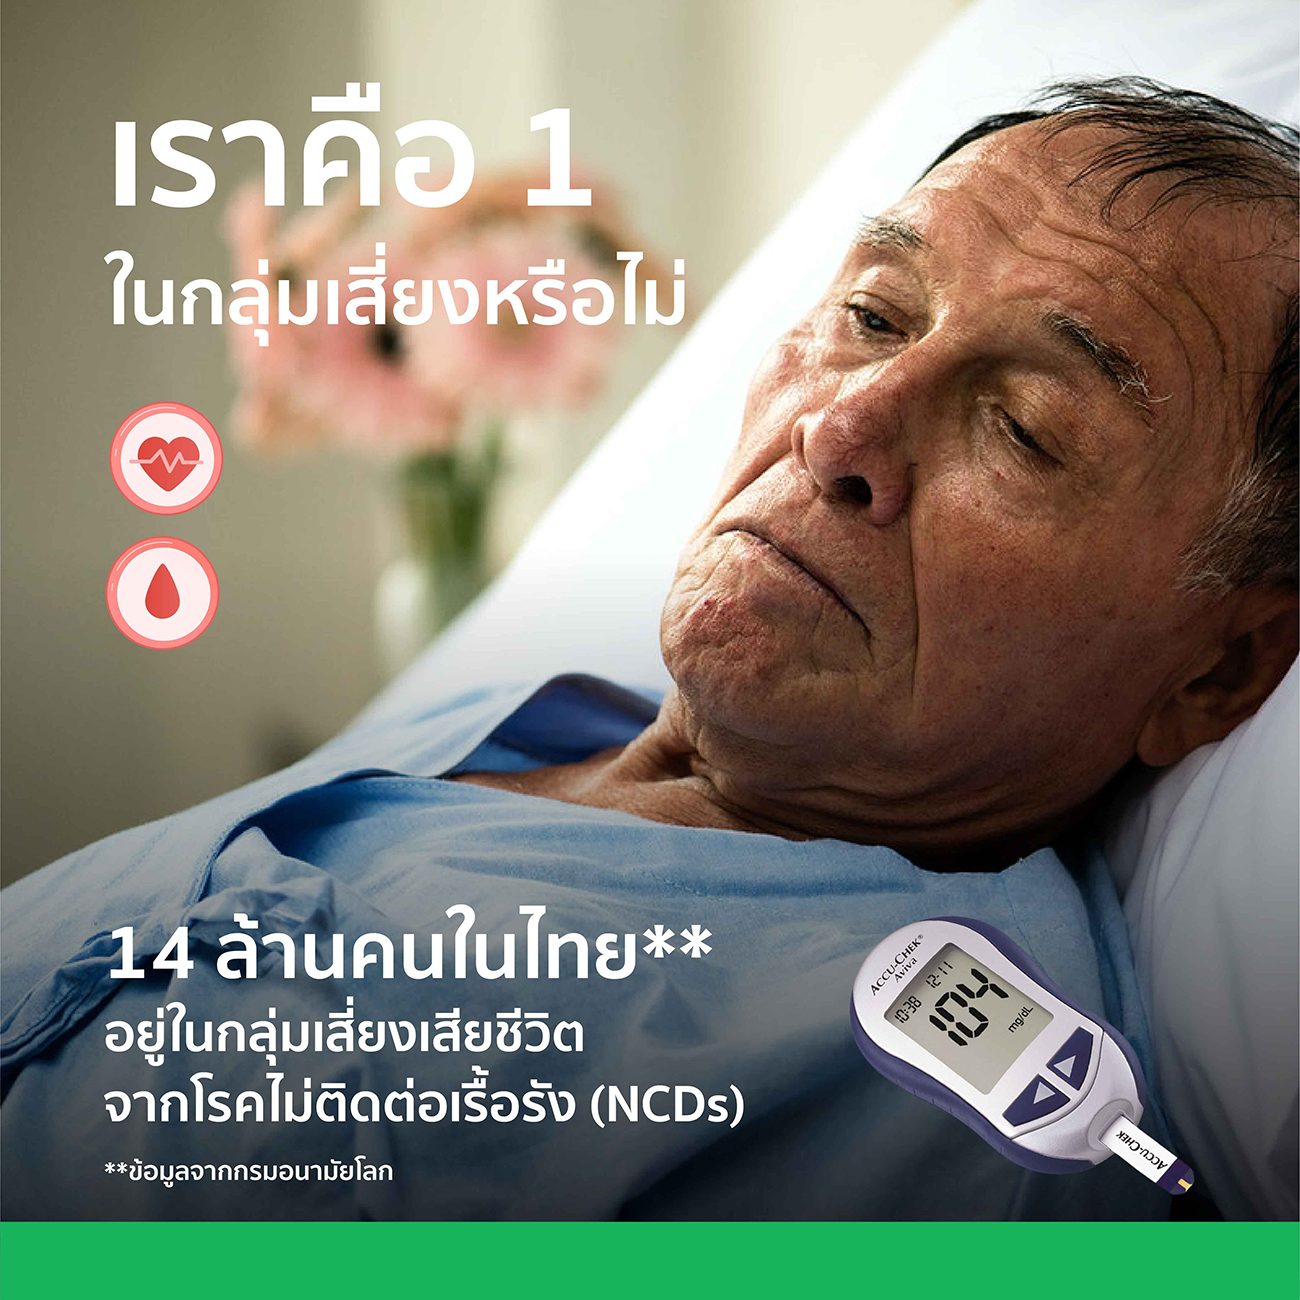 เราคือ 1
ในกลุ่มเสี่ยงหรือไม่
14 ล้านคนในไทย**
อยู่ในกลุ่มเสี่ยงเสียชีวิต
จากโรคไม่ติดต่อเรื้อรัง (NCDs)
**ข้อมูลจากกรมอนามัยโลก
ACCU-CHEK®
Aviva
10:38 12-11
104
mg/dL
ACCU-CHEK